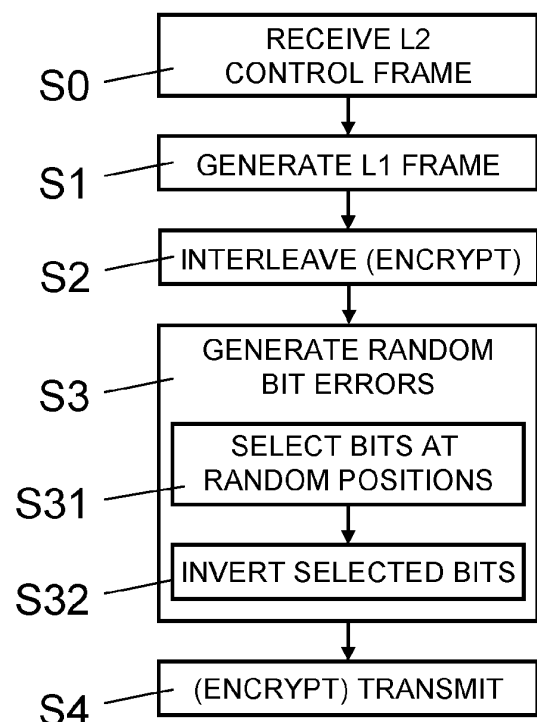 RECEIVE L2
CONTROL FRAME
S0
GENERATE L1 FRAME
S1
INTERLEAVE (ENCRYPT)
S2
GENERATE RANDOM
BIT ERRORS
S3
SELECT BITS AT
RANDOM POSITIONS
S31
INVERT SELECTED BITS
S32
(ENCRYPT) TRANSMIT
S4